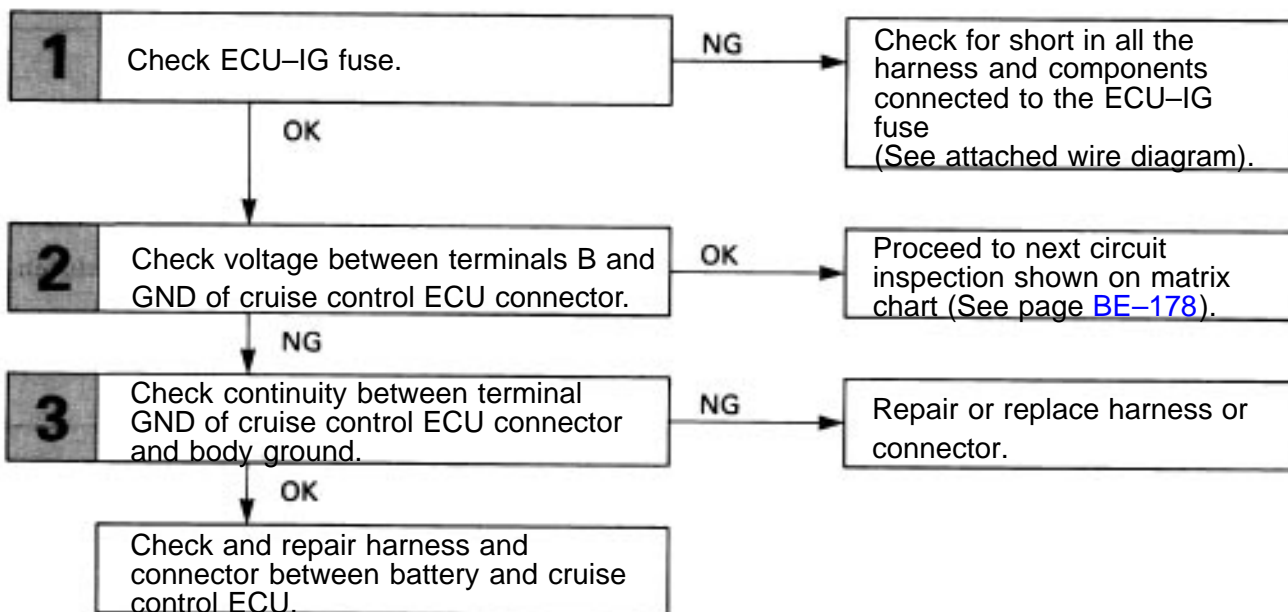 1
Check ECU–IG fuse.
NG
Check for short in all the
harness and components
connected to the ECU–IG
fuse
(See attached wire diagram).
OK
2
Check voltage between terminals B and
GND of cruise control ECU connector.
OK
Proceed to next circuit
inspection shown on matrix
chart (See page BE–178).
NG
3
Check continuity between terminal
GND of cruise control ECU connector
and body ground.
NG
Repair or replace harness or
connector.
OK
Check and repair harness and
connector between battery and cruise
control ECU.